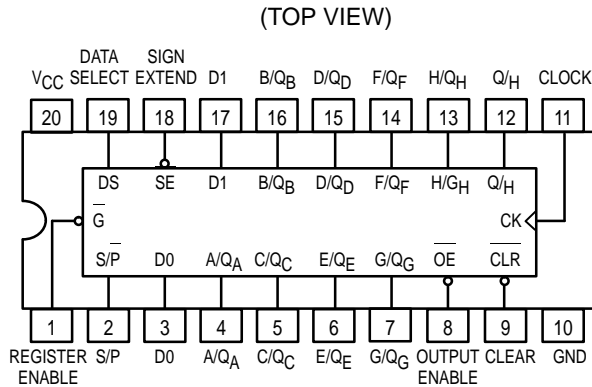 (TOP VIEW)
DATA SIGN
VCC SELECT EXTEND D1 B/QB D/QD F/QF H/QH Q/H CLOCK
20 19 18 17 16 15 14 13 12 11
DS SE D1 B/QB D/QD F/QF H/GH Q/H
G CK
S/P D0 A/QA C/QC E/QE G/QG OE CLR
1 2 3 4 5 6 7 8 9 10
REGISTER S/P D0 A/QA C/QC E/QE G/QG OUTPUT CLEAR GND
ENABLE ENABLE